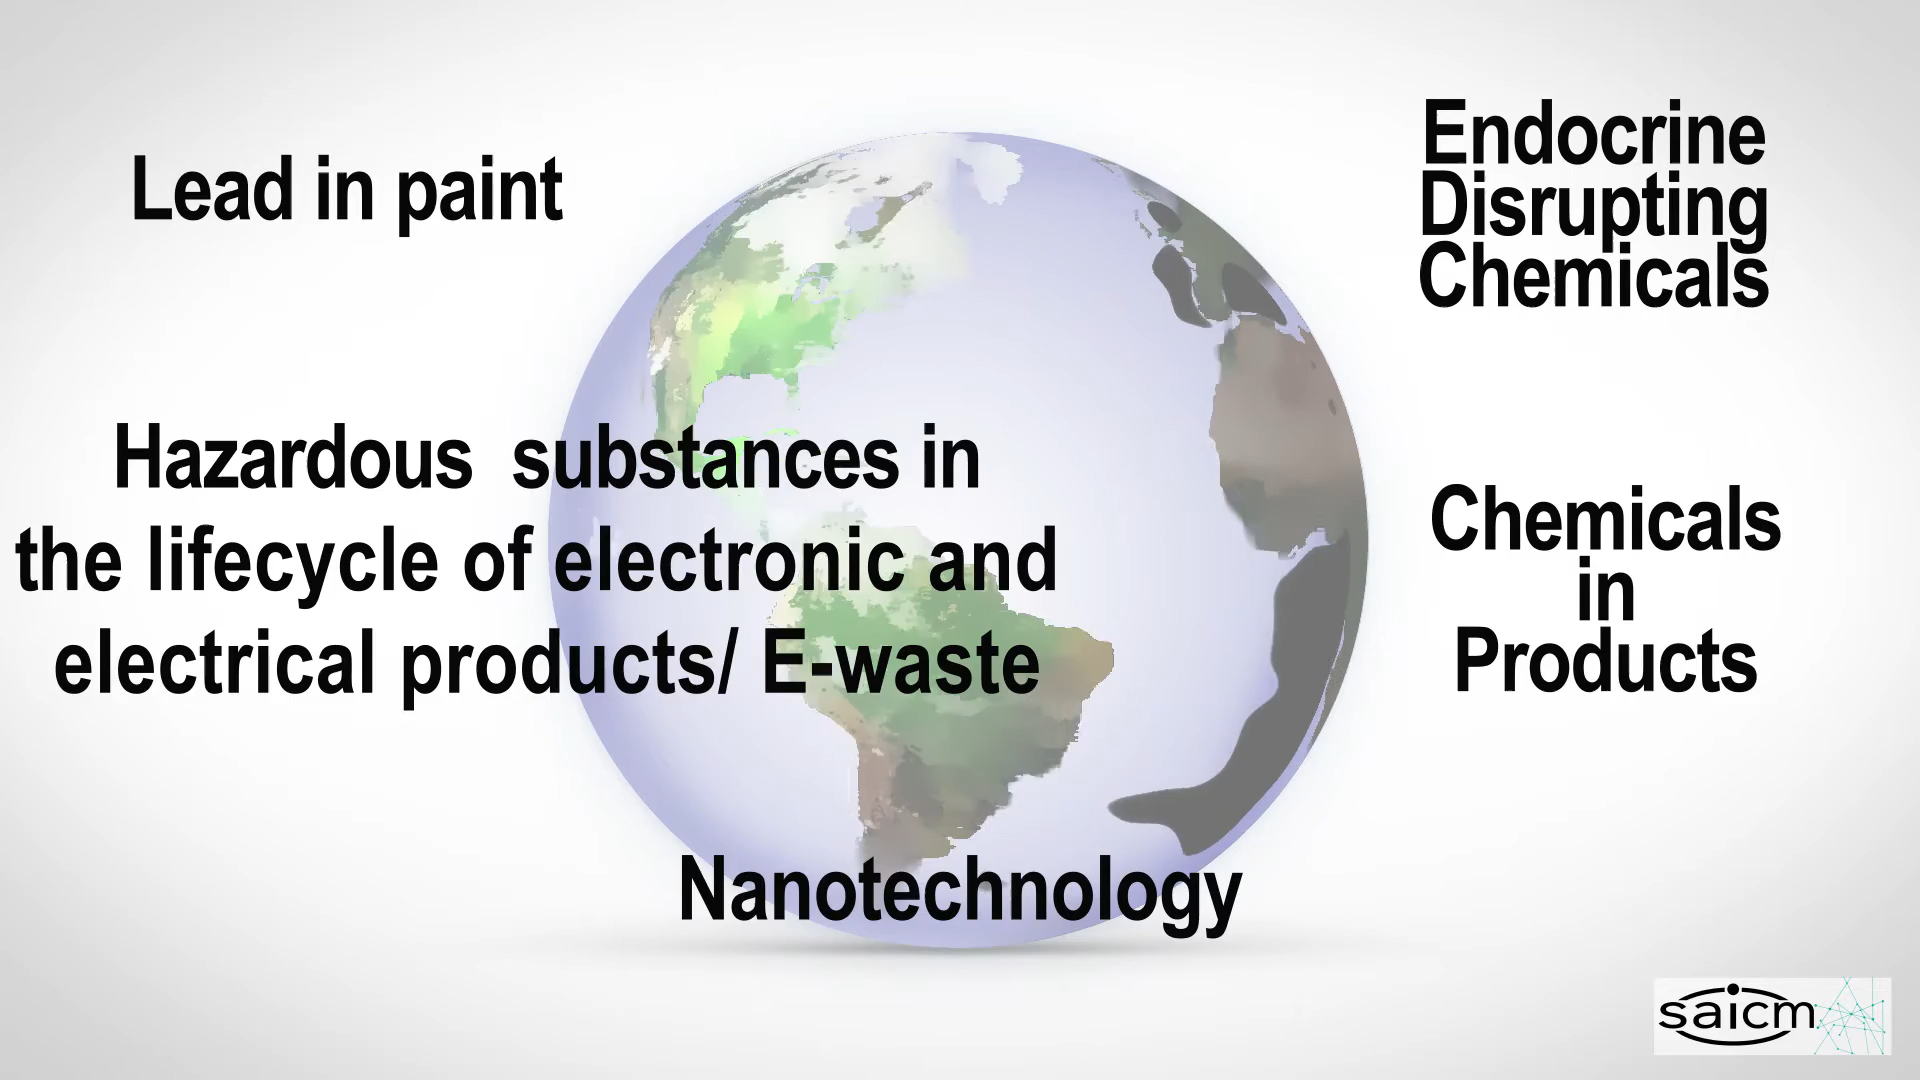 Lead in paint
Endocrine
Disrupting
Chemicals
Hazardous  substances in
the lifecycle of electronic and
electrical products/ E-waste
Chemicals
in
Products
Nanotechnology
saicm